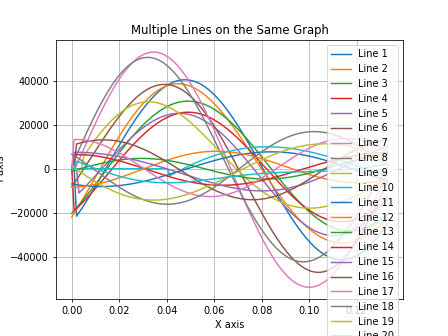 Multiple Lines on the Same Graph
40000
20000
0
−20000
−40000
0.00
0.02
0.04
0.06
0.08
0.10
X axis
axis
Line 1
Line 2
Line 3
Line 4
Line 5
Line 6
Line 7
Line 8
Line 9
Line 10
Line 11
Line 12
Line 13
Line 14
Line 15
Line 16
Line 17
Line 18
Line 19
Line 20